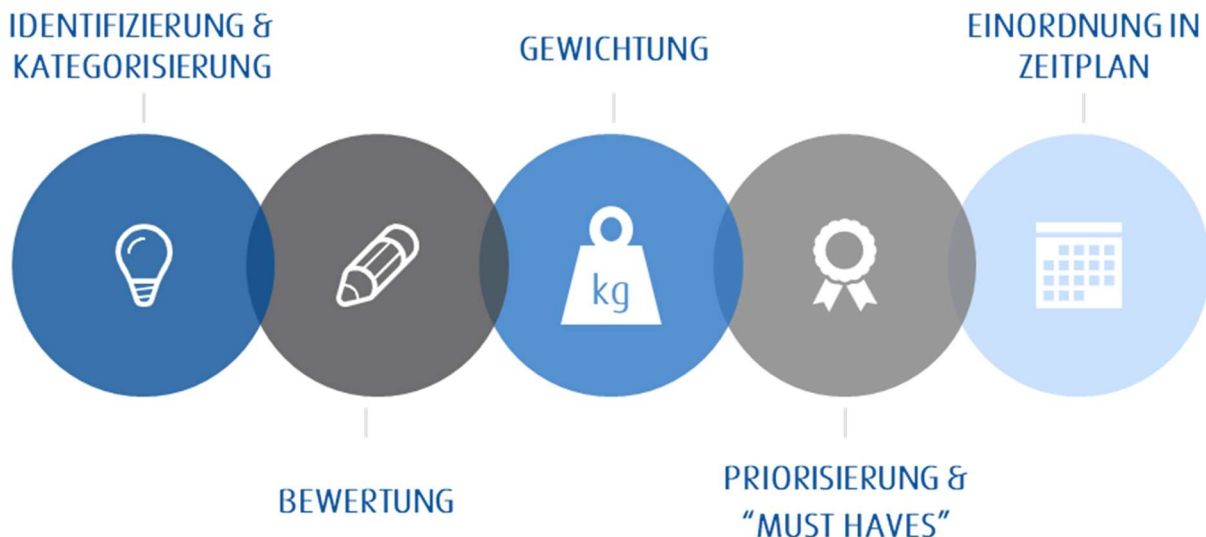 IDENTIFIZIERUNG &
KATEGORISIERUNG
BEWERTUNG
GEWICHTUNG
kg
PRIORISIERUNG &
“MUST HAVES”
EINORDNUNG IN
ZEITPLAN